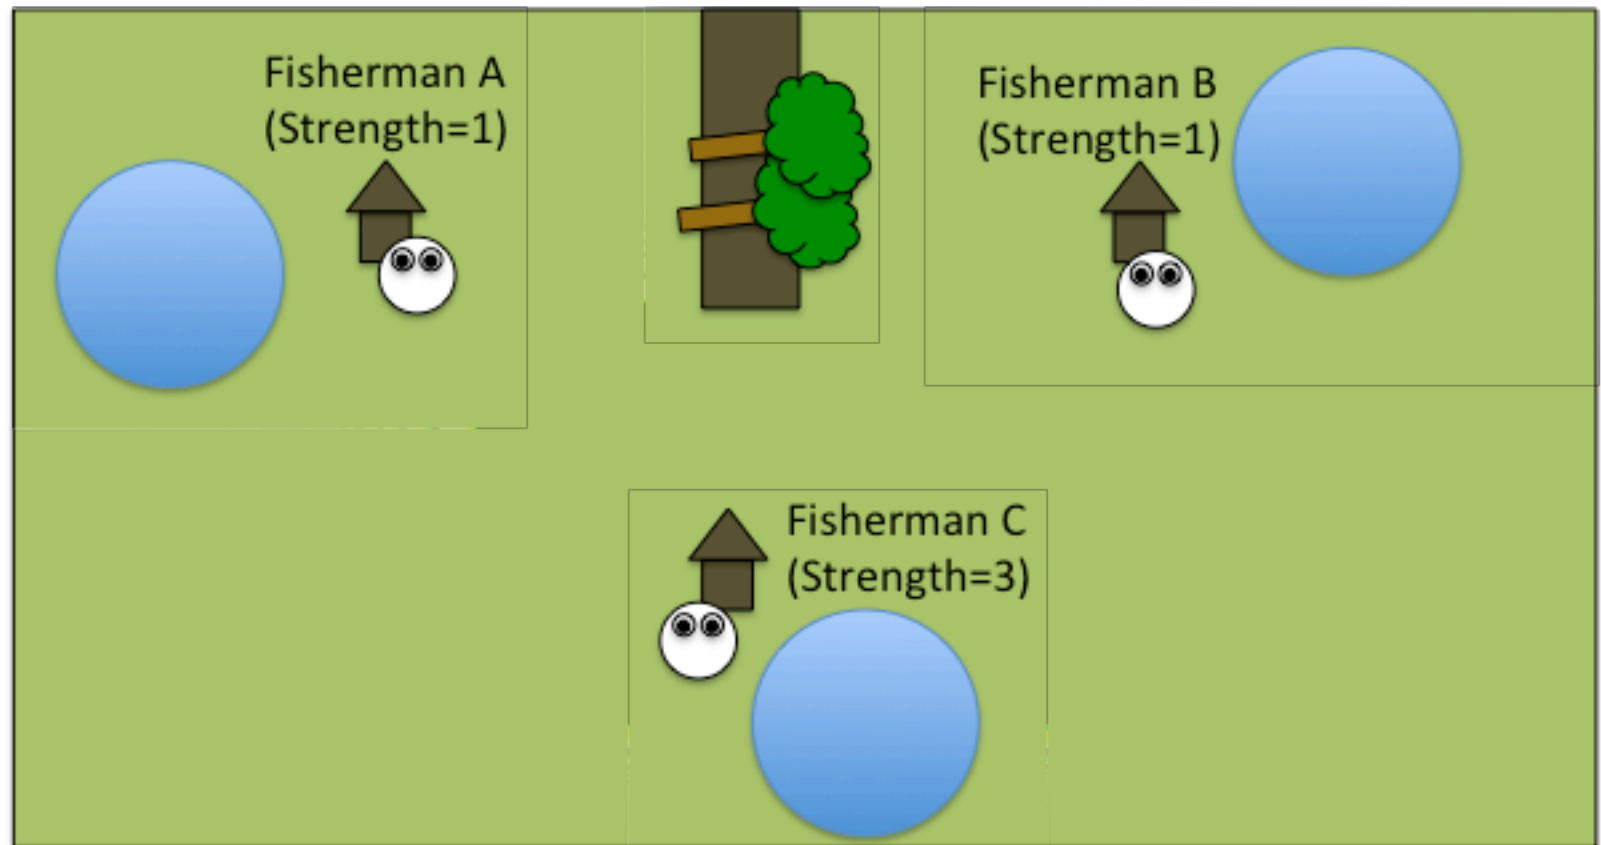 Fisherman A
(Strength=1)
Fisherman B
(Strength=1)
Fisherman C
(Strength=3)